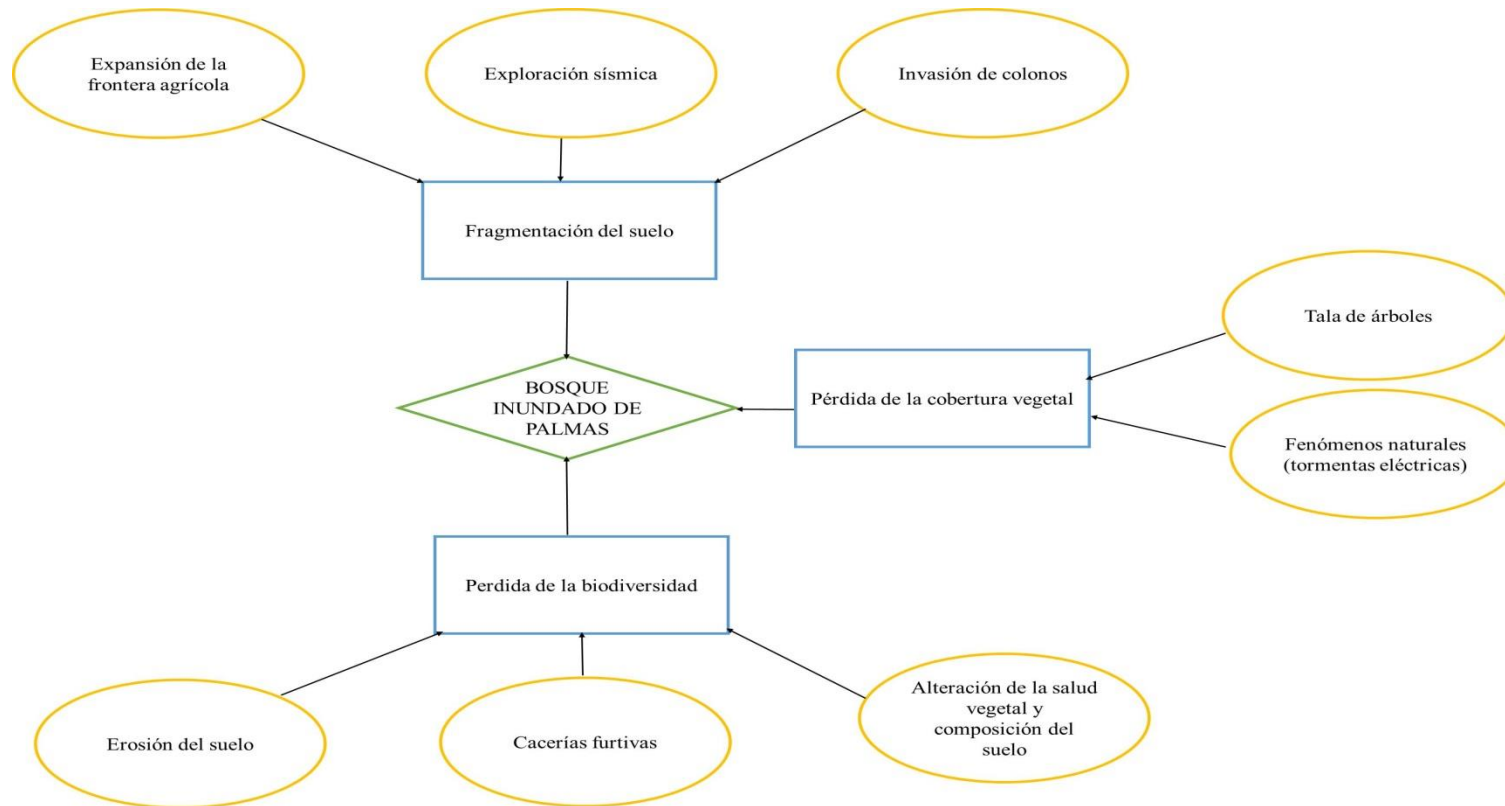 Expansión de la
frontera agrícola
Exploración sísmica
Invasión de colonos
Fragmentación del suelo
Tala de árboles
BOSQUE
INUNDADO DE
PALMAS
Pérdida de la cobertura vegetal
Fenómenos naturales
(tormentas eléctricas)
Perdida de la biodiversidad
Erosión del suelo
Cacerías furtivas
Alteración de la salud
vegetal y
composición del
suelo